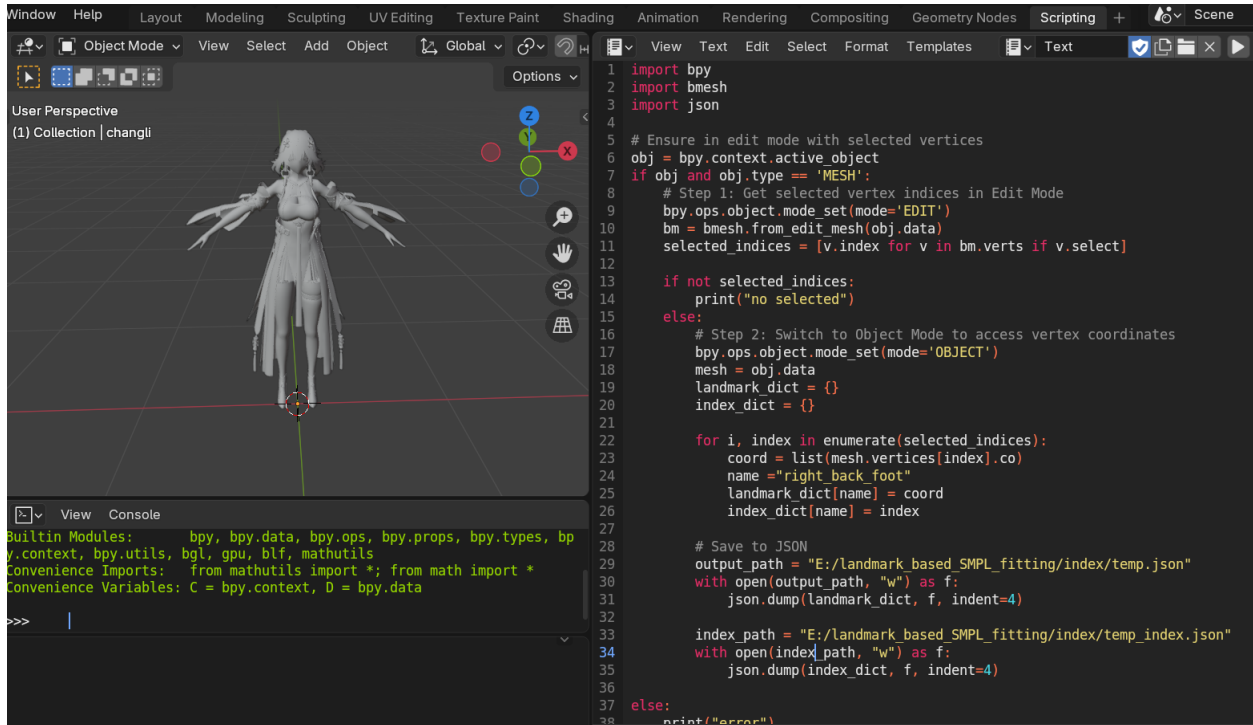 Window Help Layout Modeling Sculpting UV Editing Texture Paint Shading Animation Rendering Compositing Geometry Nodes Scripting + Scene
Object Mode View Select Add Object Global
Options
User Perspective
(1) Collection | changli
Z
Y
X
View Console
Builtin Modules:       bpy, bpy.data, bpy.ops, bpy.props, bpy.types, bp
y.context, bpy.utils, bgl, gpu, blf, mathutils
Convenience Imports:   from mathutils import *; from math import *
Convenience Variables: C = bpy.context, D = bpy.data
>>>
View Text Edit Select Format Templates Text
1 import bpy
2 import bmesh
3 import json
4
5 # Ensure in edit mode with selected vertices
6 obj = bpy.context.active_object
7 if obj and obj.type == 'MESH':
8     # Step 1: Get selected vertex indices in Edit Mode
9     bpy.ops.object.mode_set(mode='EDIT')
10     bm = bmesh.from_edit_mesh(obj.data)
11     selected_indices = [v.index for v in bm.verts if v.select]
12
13     if not selected_indices:
14         print("no selected")
15     else:
16         # Step 2: Switch to Object Mode to access vertex coordinates
17         bpy.ops.object.mode_set(mode='OBJECT')
18         mesh = obj.data
19         landmark_dict = {}
20         index_dict = {}
21
22         for i, index in enumerate(selected_indices):
23             coord = list(mesh.vertices[index].co)
24             name ="right_back_foot"
25             landmark_dict[name] = coord
26             index_dict[name] = index
27
28         # Save to JSON
29         output_path = "E:/landmark_based_SMPL_fitting/index/temp.json"
30         with open(output_path, "w") as f:
31             json.dump(landmark_dict, f, indent=4)
32
33         index_path = "E:/landmark_based_SMPL_fitting/index/temp_index.json"
34         with open(index_path, "w") as f:
35             json.dump(index_dict, f, indent=4)
36
37 else:
38     print("error")